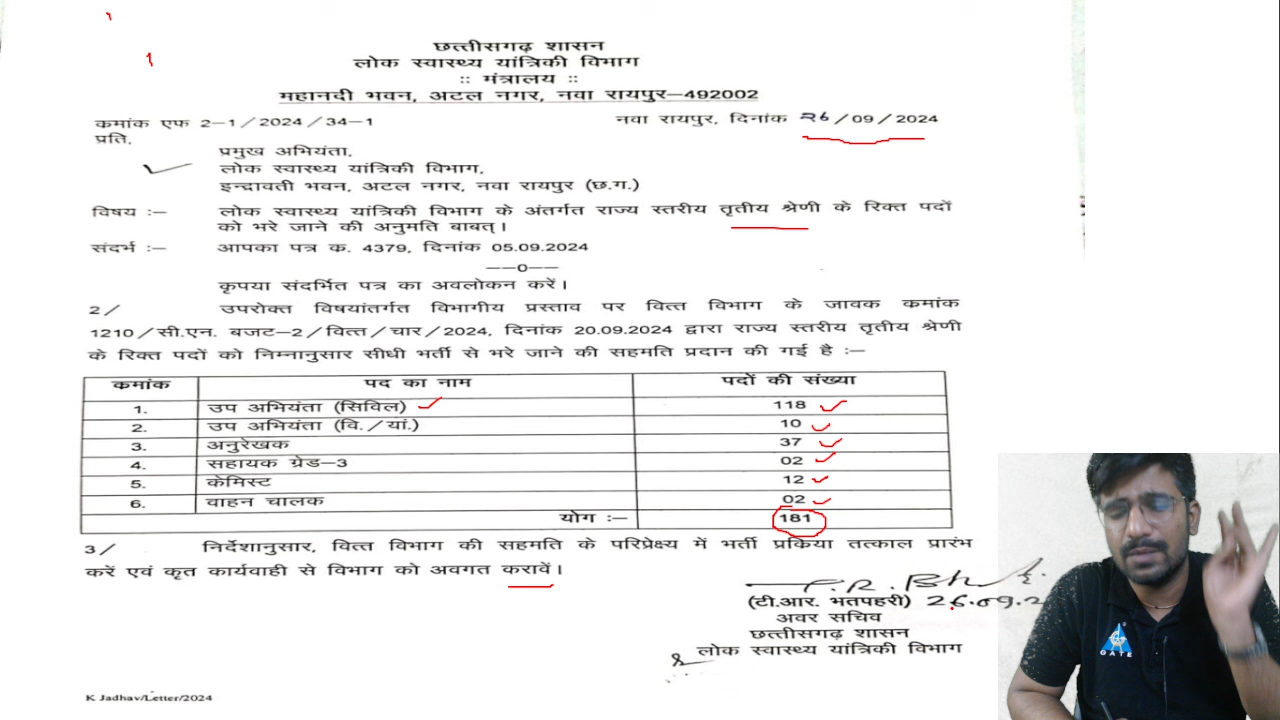 छत्तीसगढ़ शासन
लोक स्वास्थ्य यांत्रिकी विभाग
:: मंत्रालय ::
महानदी भवन, अटल नगर, नवा रायपुर–492002
कमांक एफ 2–1/2024/34–1 नवा रायपुर, दिनांक 26/09/2024
प्रति,
प्रमुख अभियंता,
लोक स्वास्थ्य यांत्रिकी विभाग,
इन्द्रावती भवन, अटल नगर, नवा रायपुर (छ.ग.)
विषय :– लोक स्वास्थ्य यांत्रिकी विभाग के अंतर्गत राज्य स्तरीय तृतीय श्रेणी के रिक्त पदों
को भरे जाने की अनुमति बाबत्।
संदर्भ :– आपका पत्र क. 4379, दिनांक 05.09.2024
——0——
कृपया संदर्भित पत्र का अवलोकन करें।
2/ उपरोक्त विषयांतर्गत विभागीय प्रस्ताव पर वित्त विभाग के जावक कमांक
1210/सी.एन. बजट–2/वित्त/चार/2024, दिनांक 20.09.2024 द्वारा राज्य स्तरीय तृतीय श्रेणी
के रिक्त पदों को निम्नानुसार सीधी भर्ती से भरे जाने की सहमति प्रदान की गई है :–
कमांक पद का नाम पदों की संख्या
1. उप अभियंता (सिविल) 118
2. उप अभियंता (वि./यां.) 10
3. अनुरेखक 37
4. सहायक ग्रेड–3 02
5. केमिस्ट 12
6. वाहन चालक 02
योग :– 181
3/ निर्देशानुसार, वित्त विभाग की सहमति के परिप्रेक्ष्य में भर्ती प्रकिया तत्काल प्रारंभ
करें एवं कृत कार्यवाही से विभाग को अवगत करावें।
(टी.आर. भतपहरी) 26.09.2
अवर सचिव
छत्तीसगढ़ शासन
लोक स्वास्थ्य यांत्रिकी विभाग
K Jadhav/Letter/2024
GATE